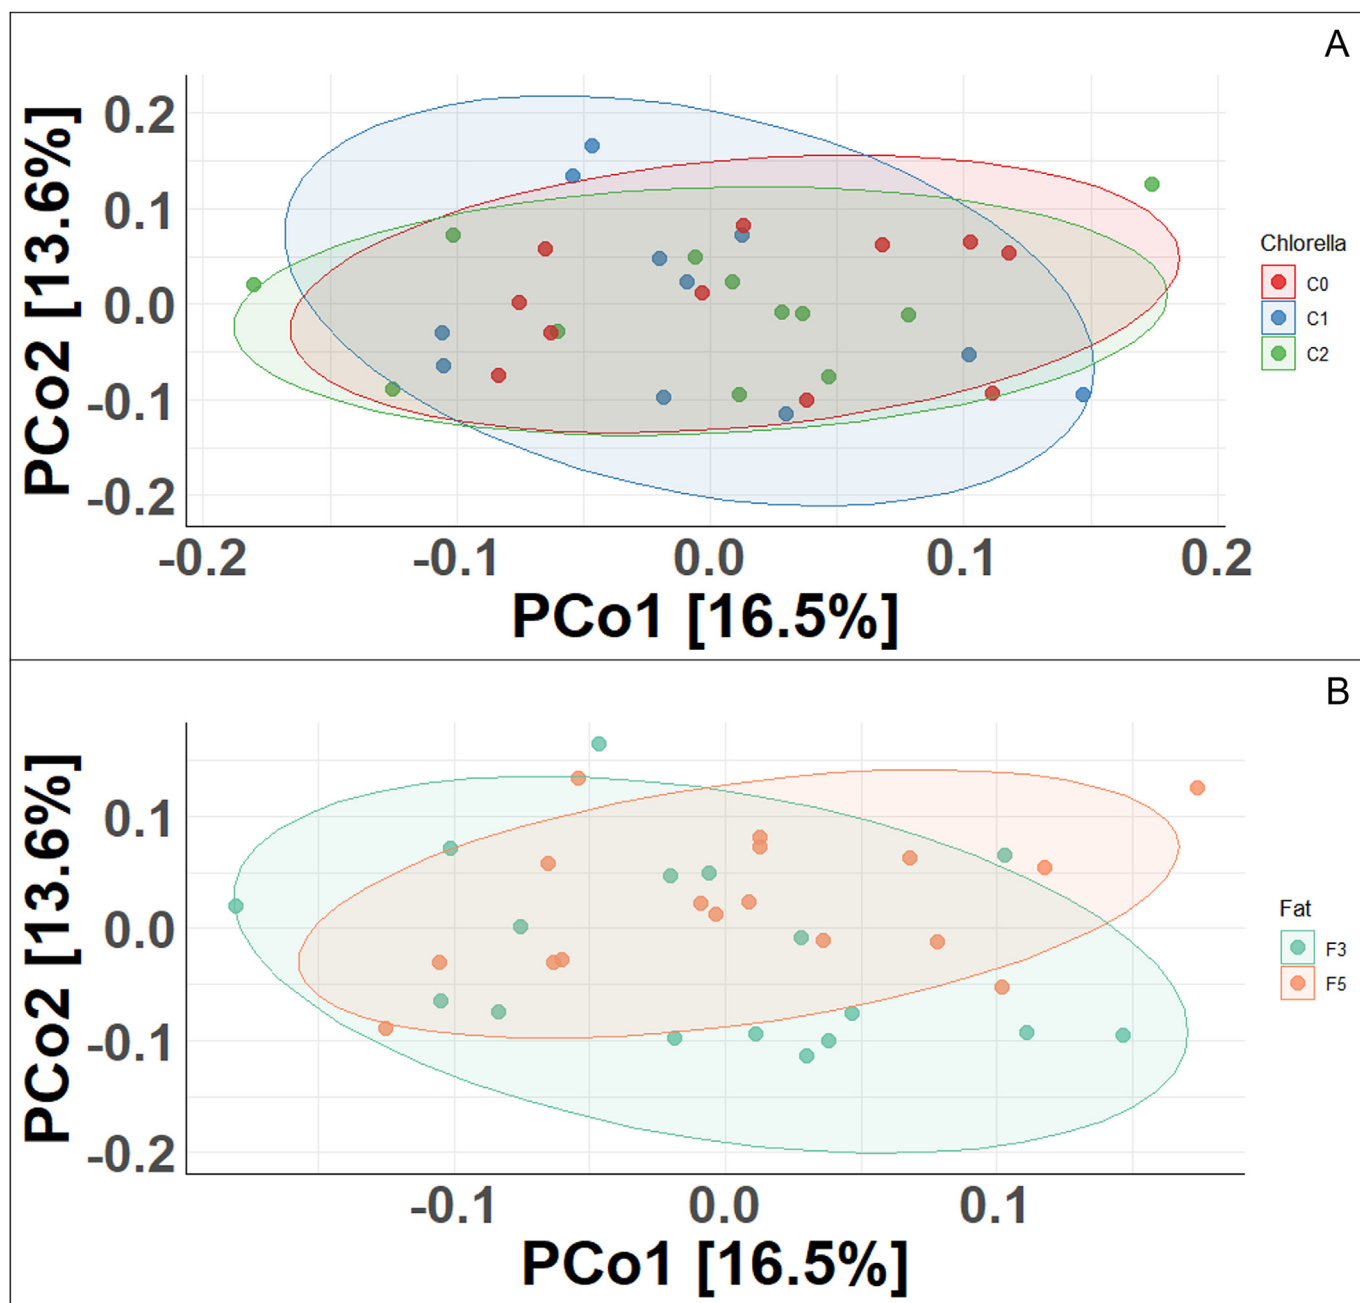 A
PCo2 [13.6%]
0.2
0.1
0.0
-0.1
-0.2
-0.2 -0.1 0.0 0.1 0.2
PCo1 [16.5%]
Chlorella
C0
C1
C2
B
PCo2 [13.6%]
0.1
0.0
-0.1
-0.2
-0.1 0.0 0.1
PCo1 [16.5%]
Fat
F3
F5